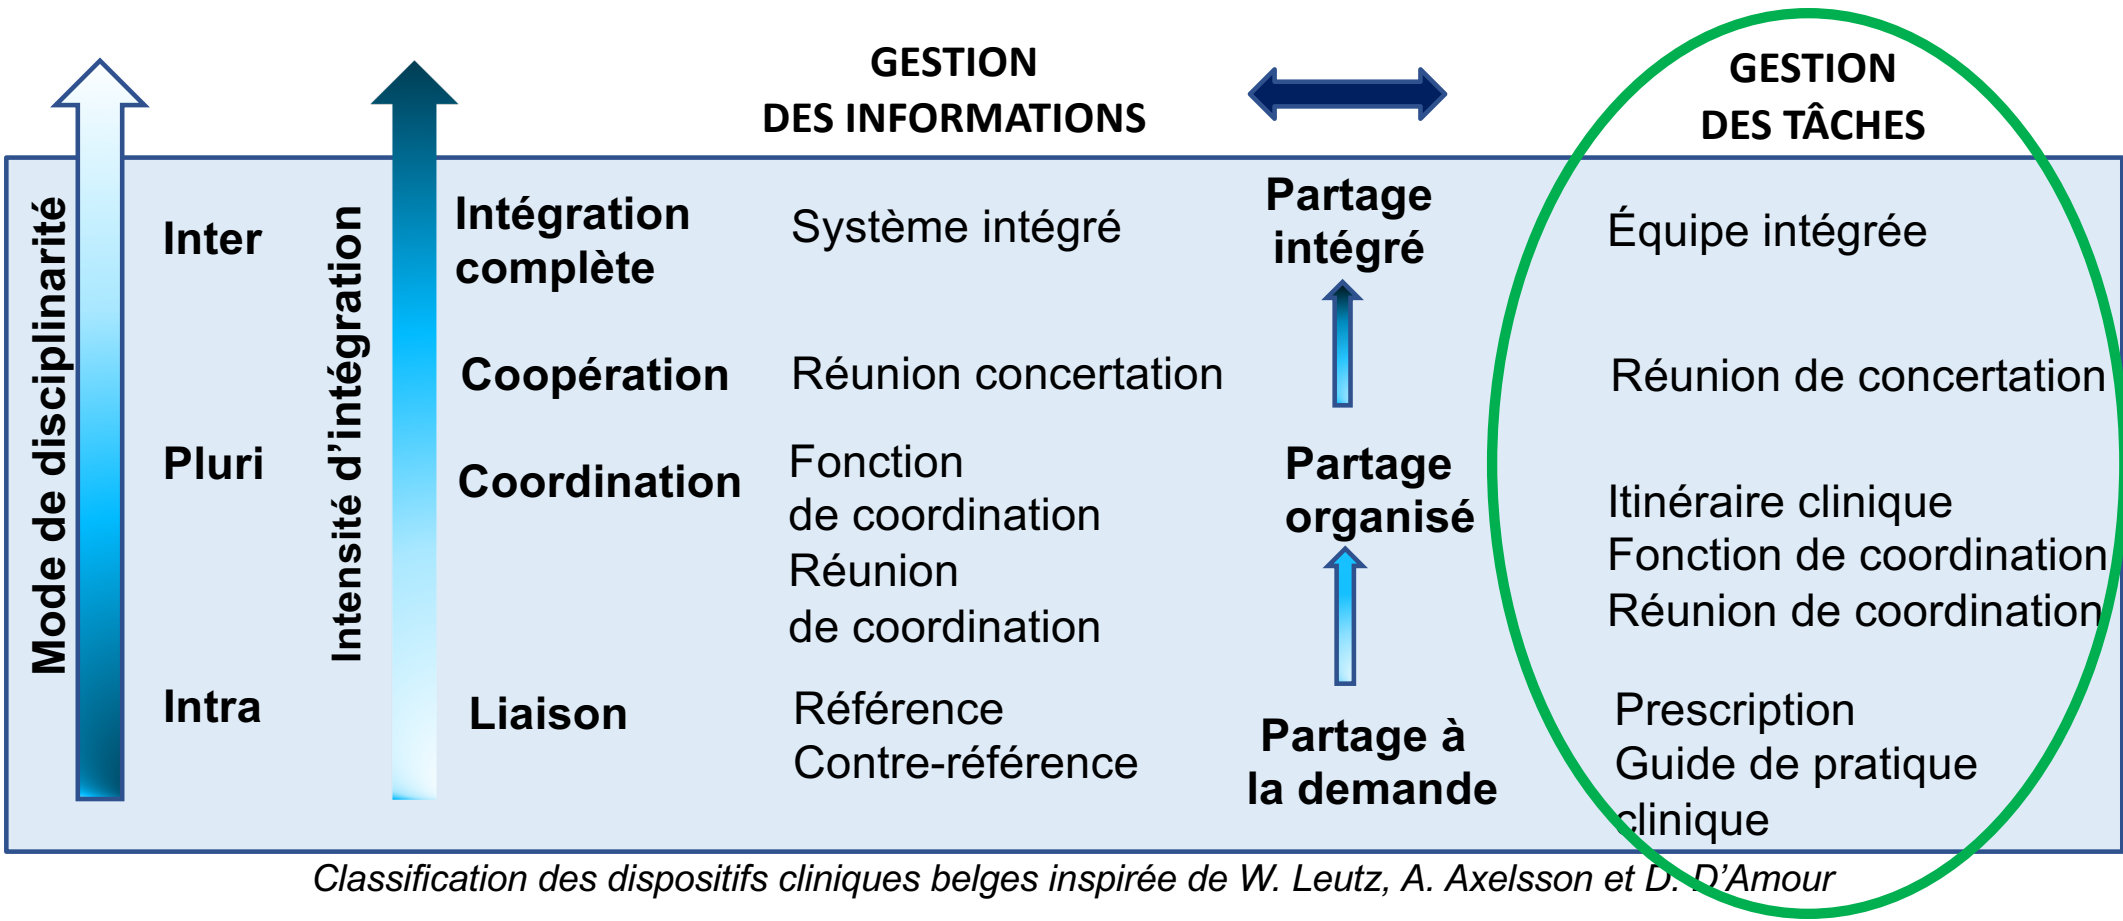 GESTION
DES INFORMATIONS
GESTION
DES TÂCHES
Mode de disciplinarité
Inter
Pluri
Intra
Intensité d’intégration
Intégration
complète
Coopération
Coordination
Liaison
Système intégré
Réunion concertation
Fonction
de coordination
Réunion
de coordination
Référence
Contre-référence
Partage
intégré
Partage
organisé
Partage à
la demande
Équipe intégrée
Réunion de concertation
Itinéraire clinique
Fonction de coordination
Réunion de coordination
Prescription
Guide de pratique
clinique
Classification des dispositifs cliniques belges inspirée de W. Leutz, A. Axelsson et D. D’Amour